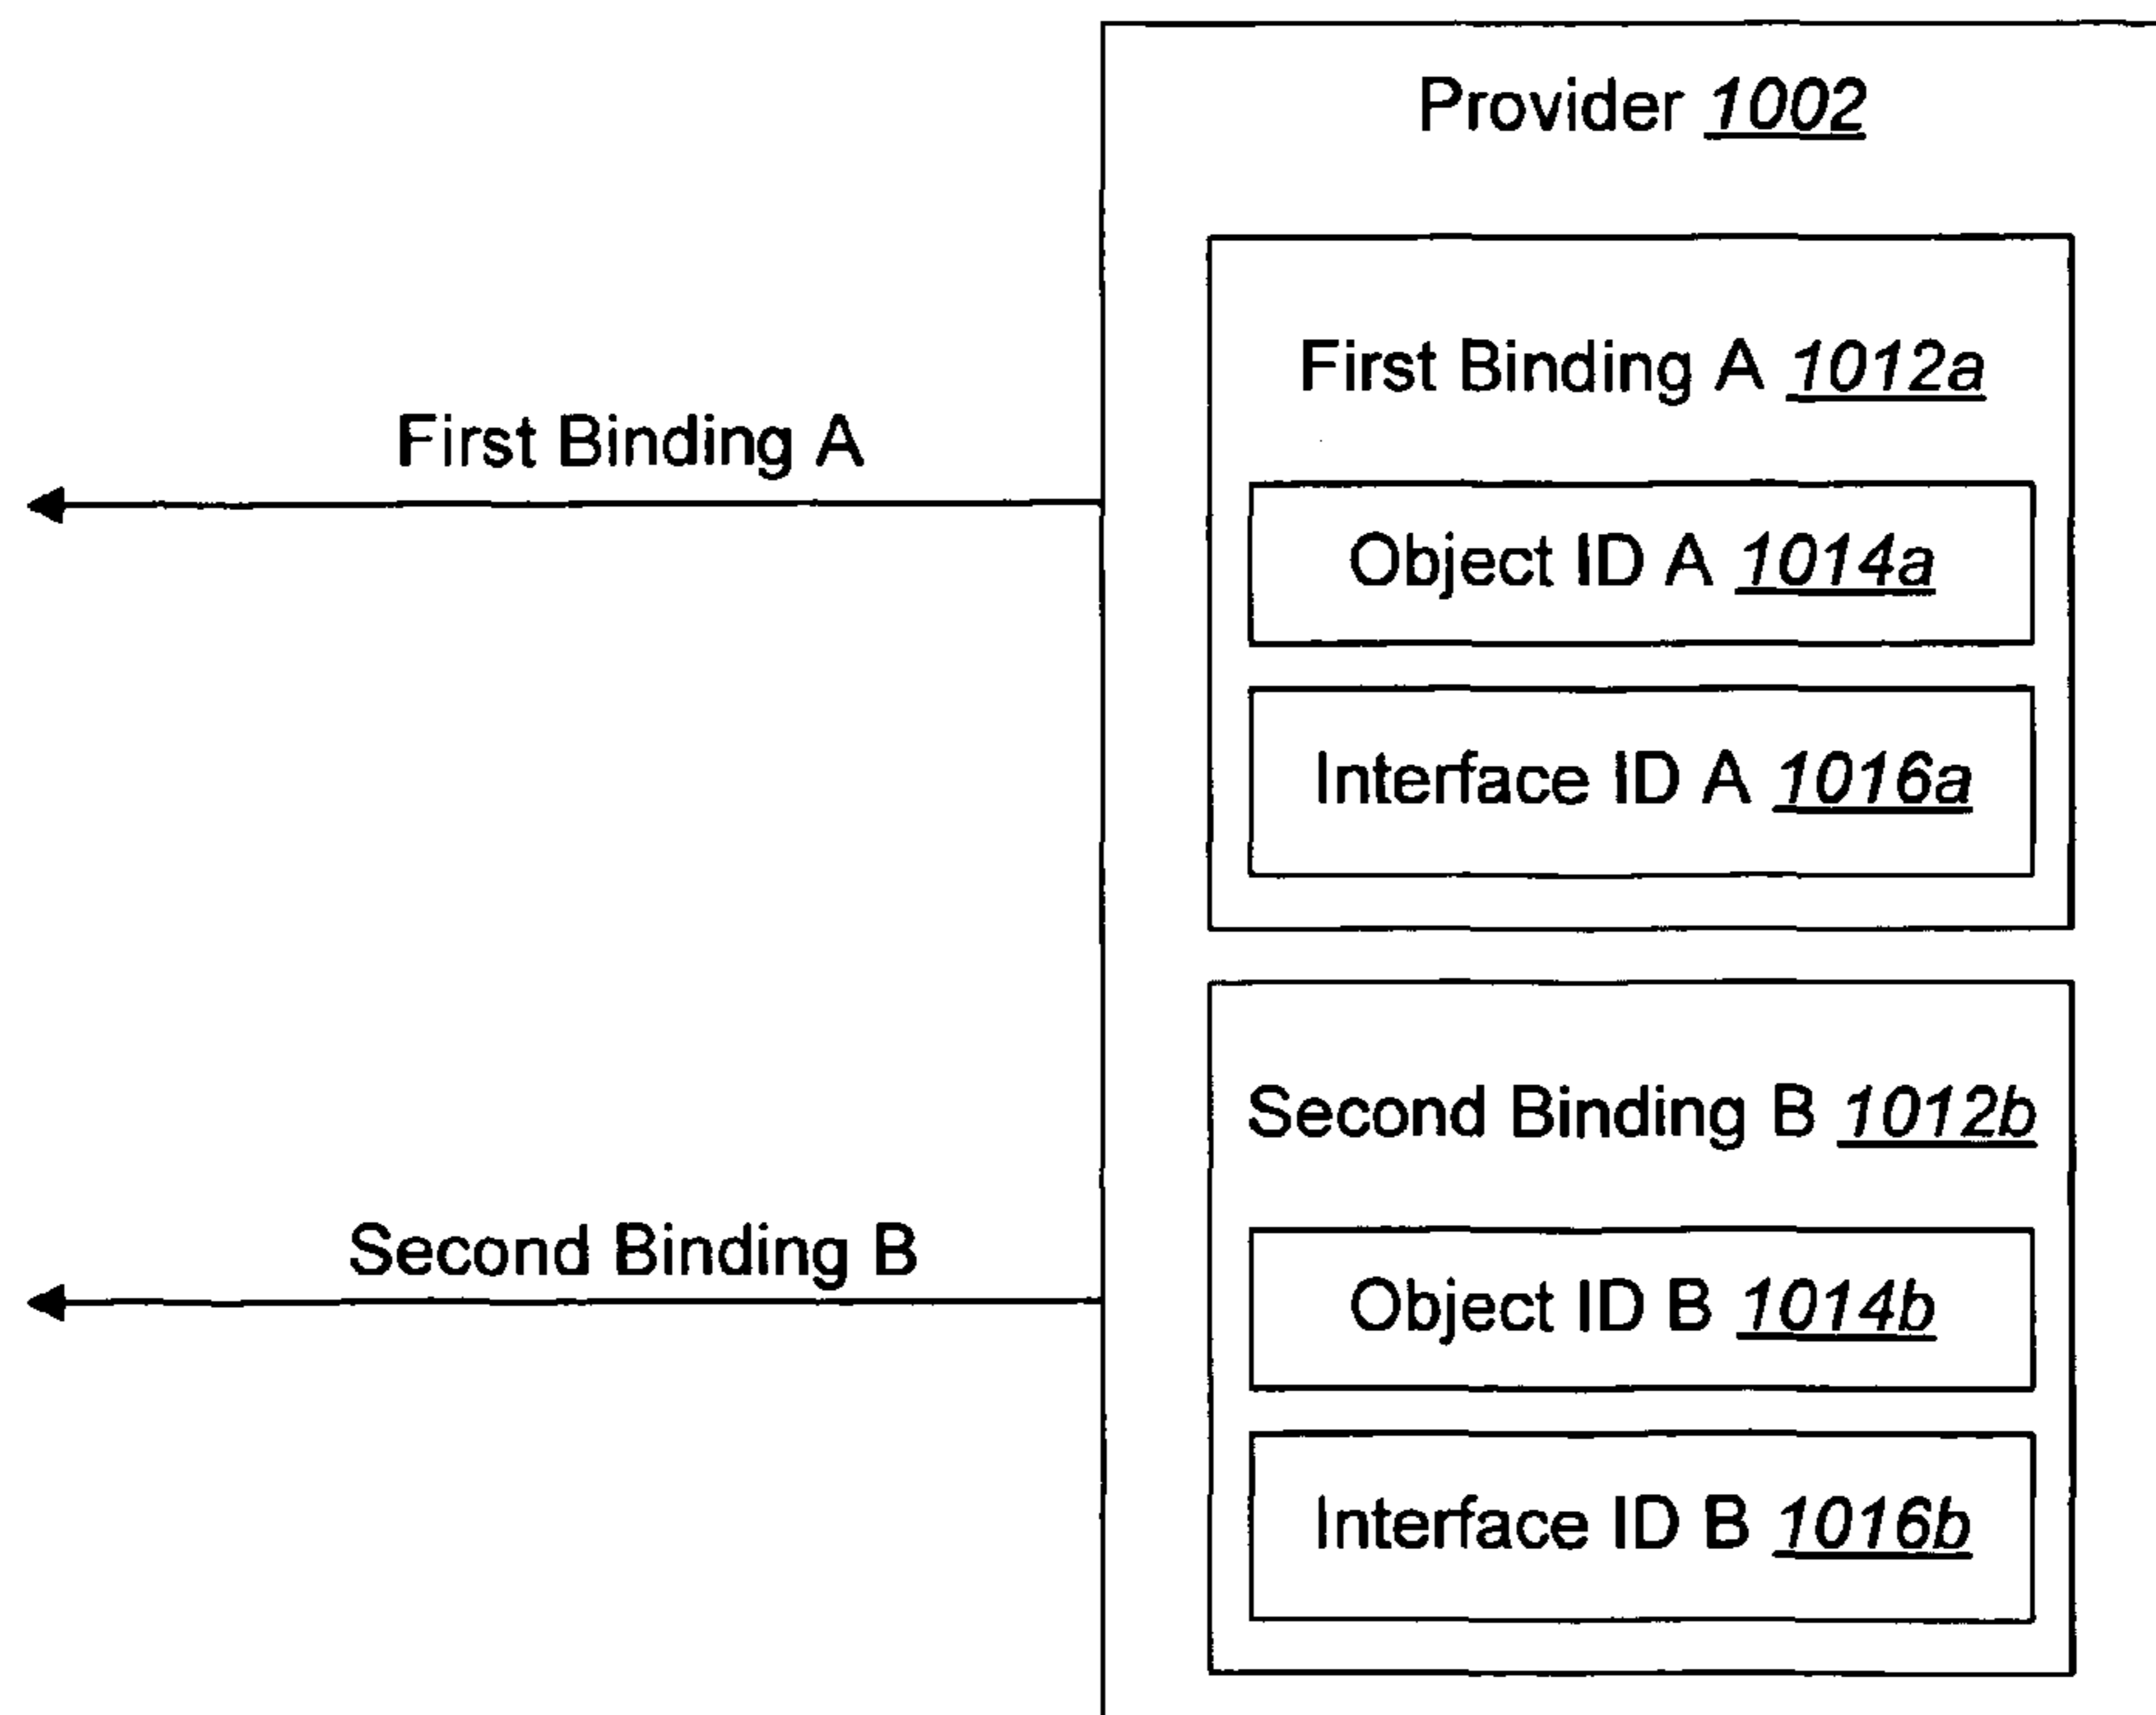 Provider 1002
First Binding A 1012a
First Binding A
Object ID A 1014a
Interface ID A 1016a
Second Binding B 1012b
Second Binding B
Object ID B 1014b
Interface ID B 1016b